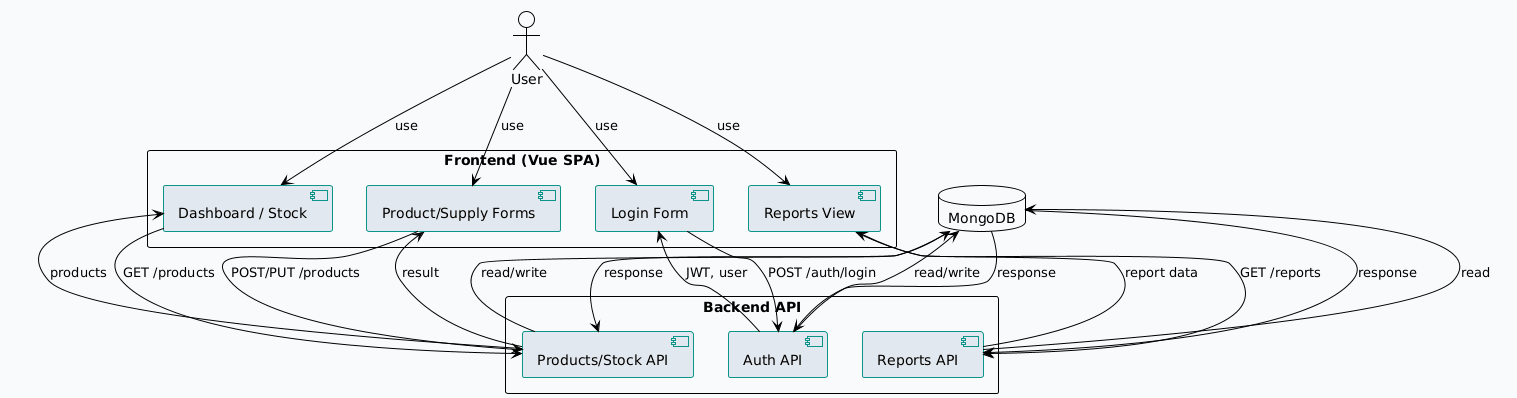 User
use
use
use
use
Frontend (Vue SPA)
Dashboard / Stock
Product/Supply Forms
Login Form
Reports View
MongoDB
products
GET /products
POST/PUT /products
result
read/write
response
JWT, user
POST /auth/login
read/write
response
report data
GET /reports
response
read
Backend API
Products/Stock API
Auth API
Reports API